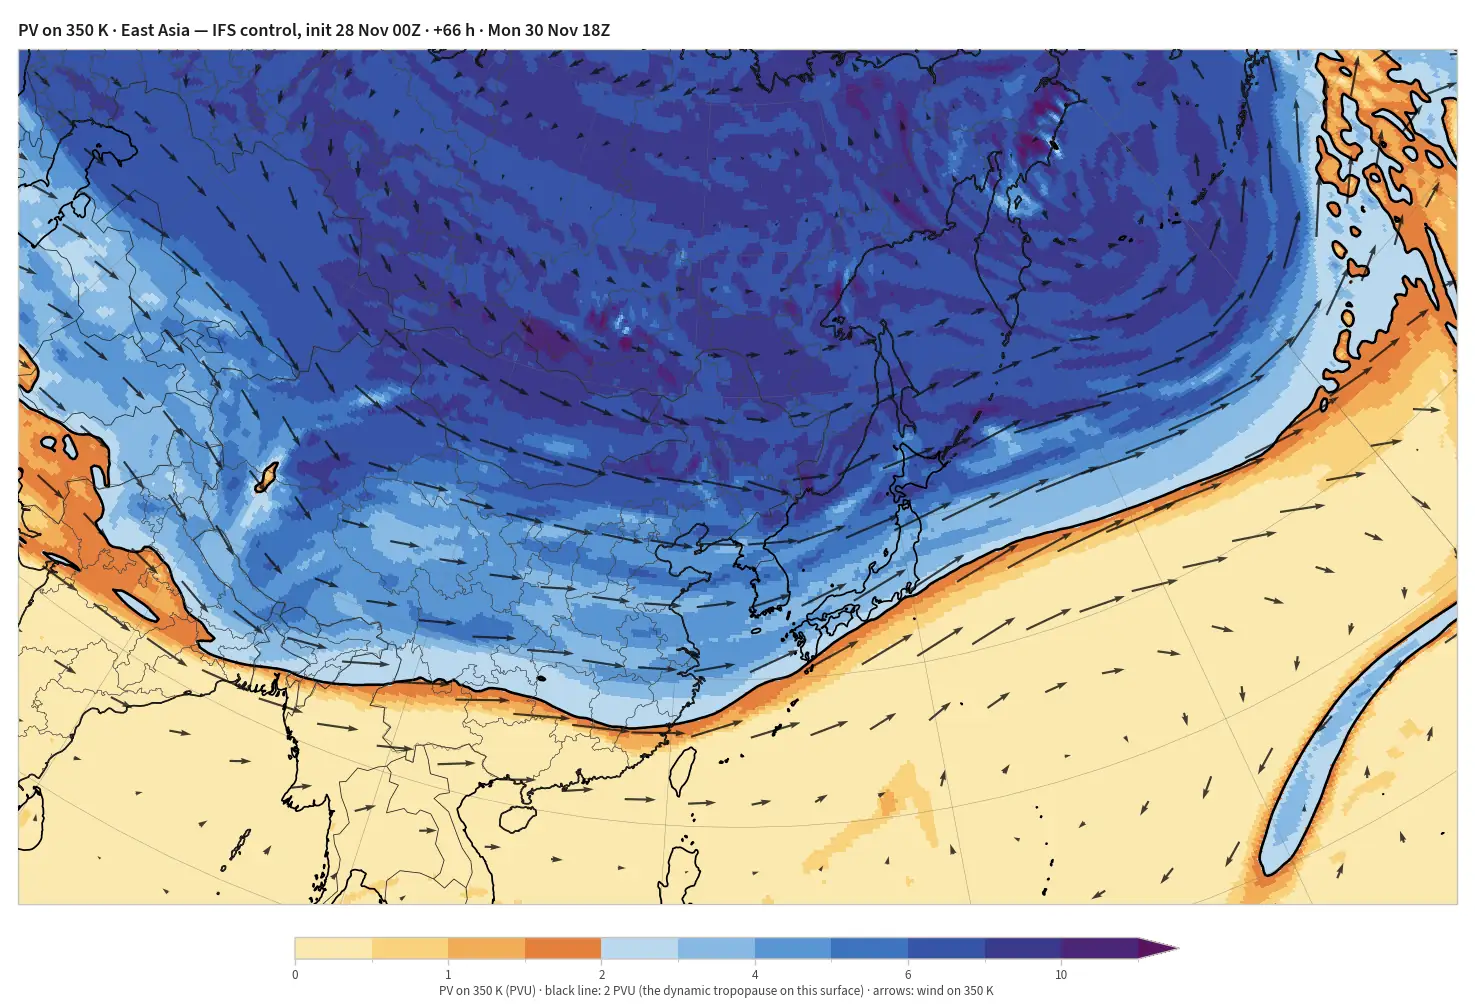 PV on 350 K · East Asia — IFS control, init 28 Nov 00Z · +66 h · Mon 30 Nov 18Z
0 1 2 4 6 10
PV on 350 K (PVU) · black line: 2 PVU (the dynamic tropopause on this surface) · arrows: wind on 350 K